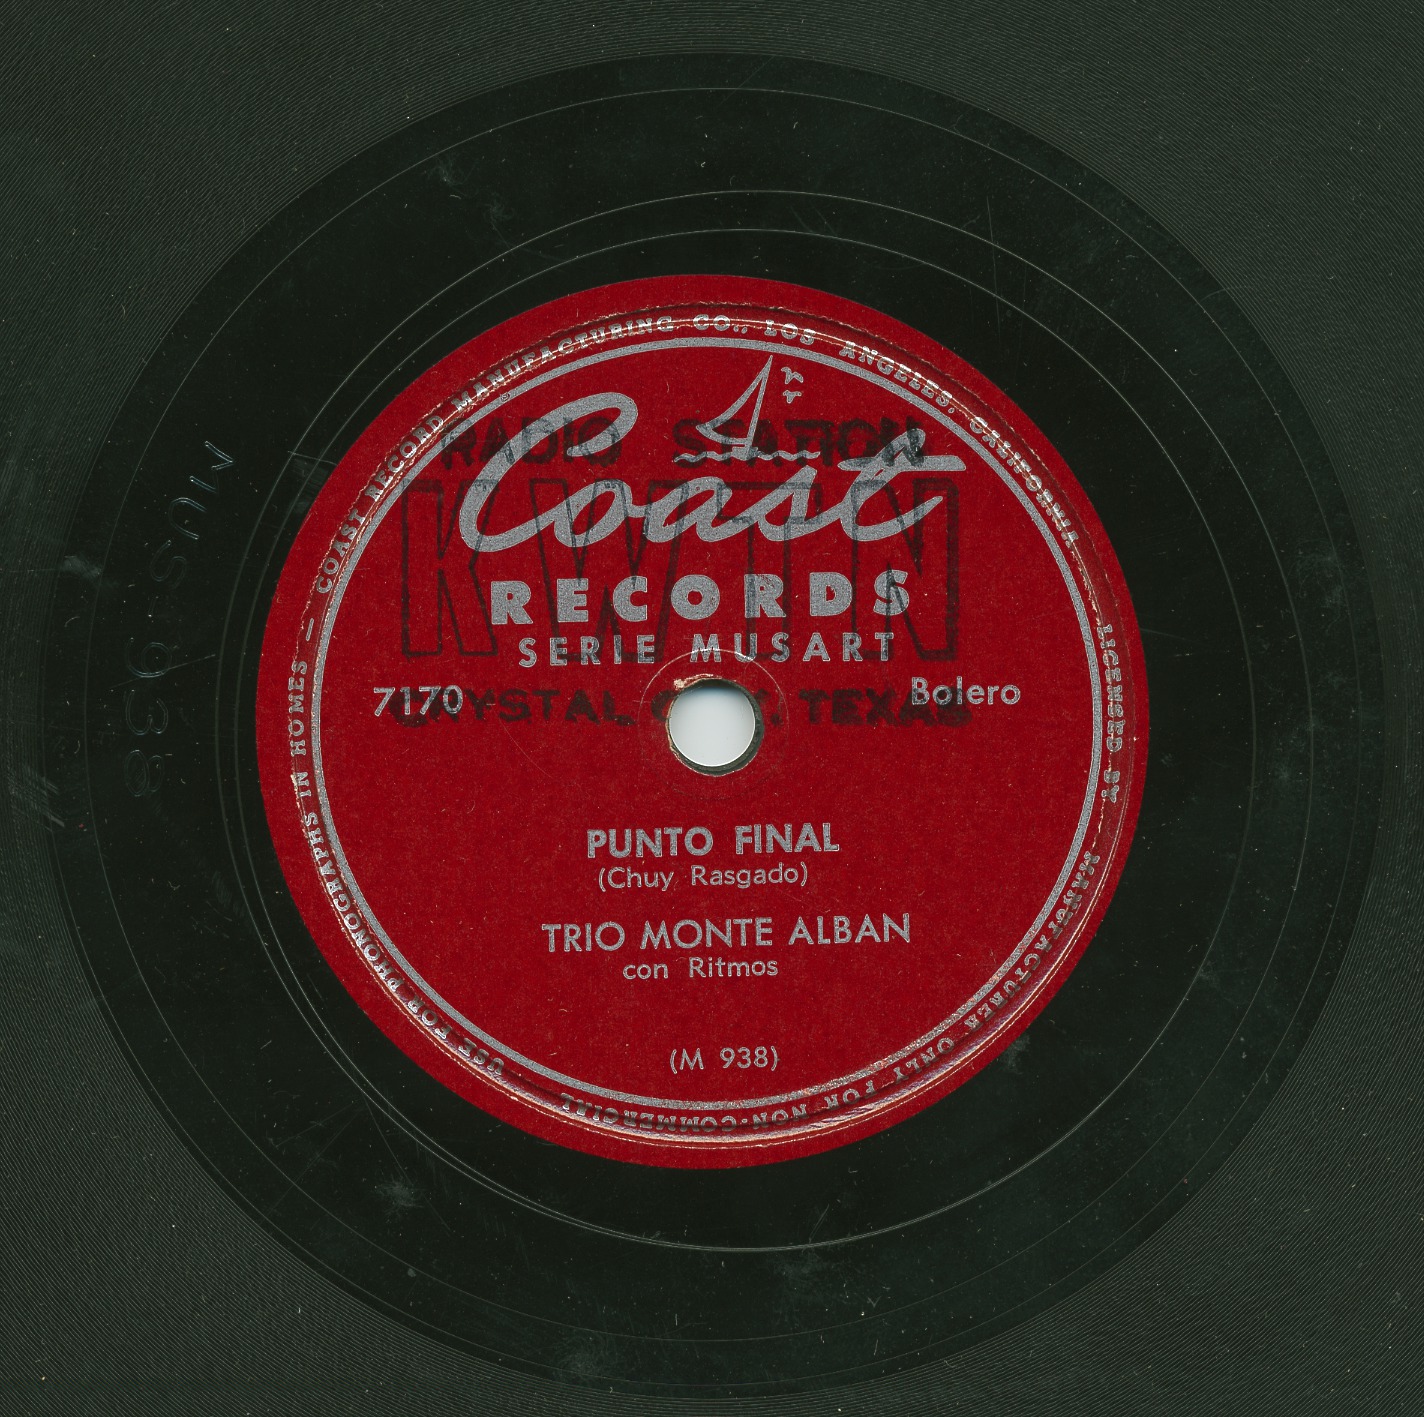 COAST RECORD MANUFACTURING CO., LOS ANGELES, CALIFORNIA
LICENSED BY MANUFACTURER ONLY FOR NON-COMMERCIAL USE FOR PHONOGRAPHS IN HOMES —
Coast
RECORDS
SERIE MUSART
RADIO STATION
KWTN
CRYSTAL CITY, TEXAS
7170
Bolero
PUNTO FINAL
(Chuy Rasgado)
TRIO MONTE ALBAN
con Ritmos
(M 938)
MUS-938